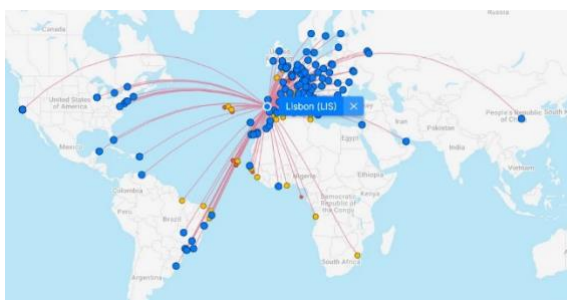 Russia
Canada
United States
of America
Lisbon (LIS) ×
People's Republic
of China
South
Iran
Pakistan
Egypt
Mexico
India
Vietnam
Nigeria
Ethiopia
Colombia
Democratic
Republic of
the Congo
Kenya
Peru
Brazil
South Africa
Argentina